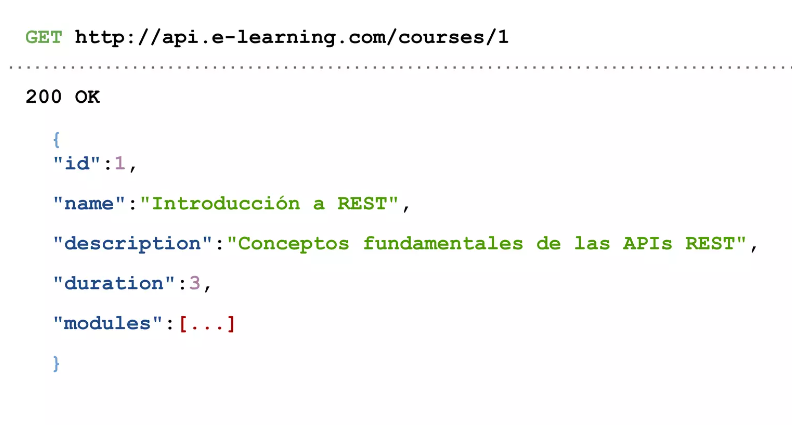 GET http://api.e-learning.com/courses/1
200 OK
{
"id":1,
"name":"Introducción a REST",
"description":"Conceptos fundamentales de las APIs REST",
"duration":3,
"modules":[...]
}